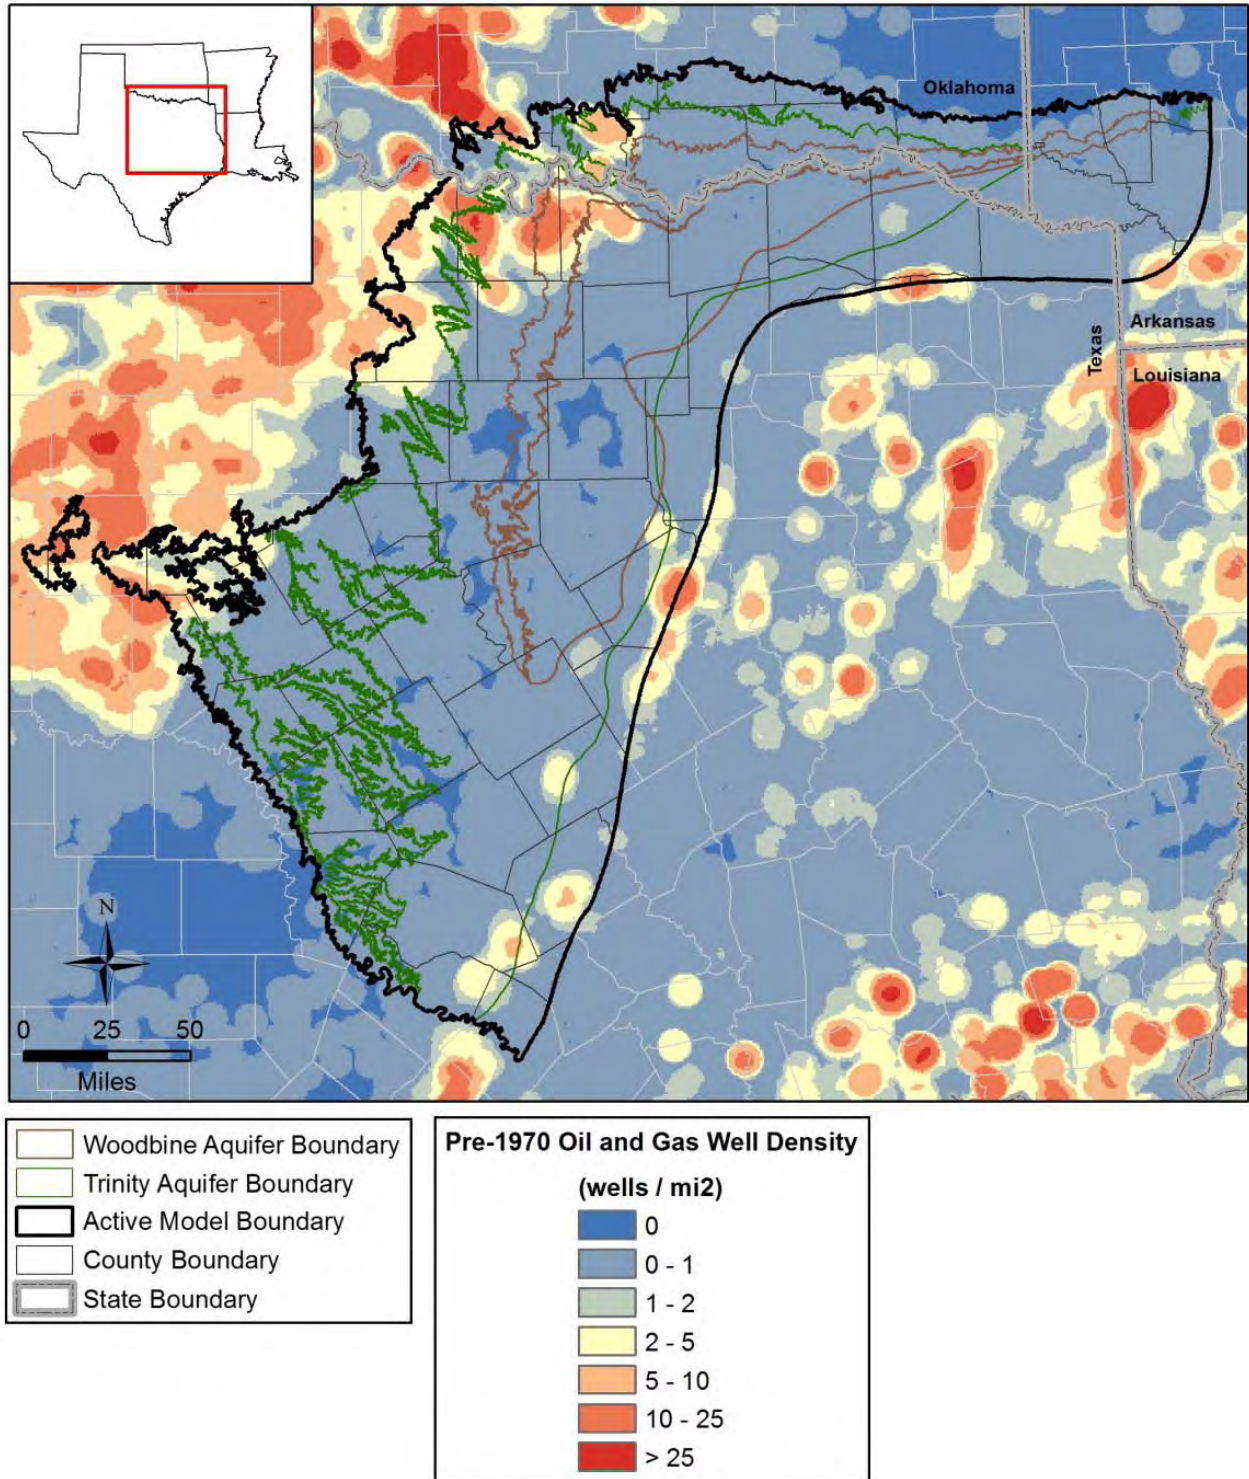 Oklahoma
Texas
Arkansas
Louisiana
N
0 25 50
Miles
Woodbine Aquifer Boundary
Trinity Aquifer Boundary
Active Model Boundary
County Boundary
State Boundary
Pre-1970 Oil and Gas Well Density
(wells / mi2)
0
0 - 1
1 - 2
2 - 5
5 - 10
10 - 25
> 25